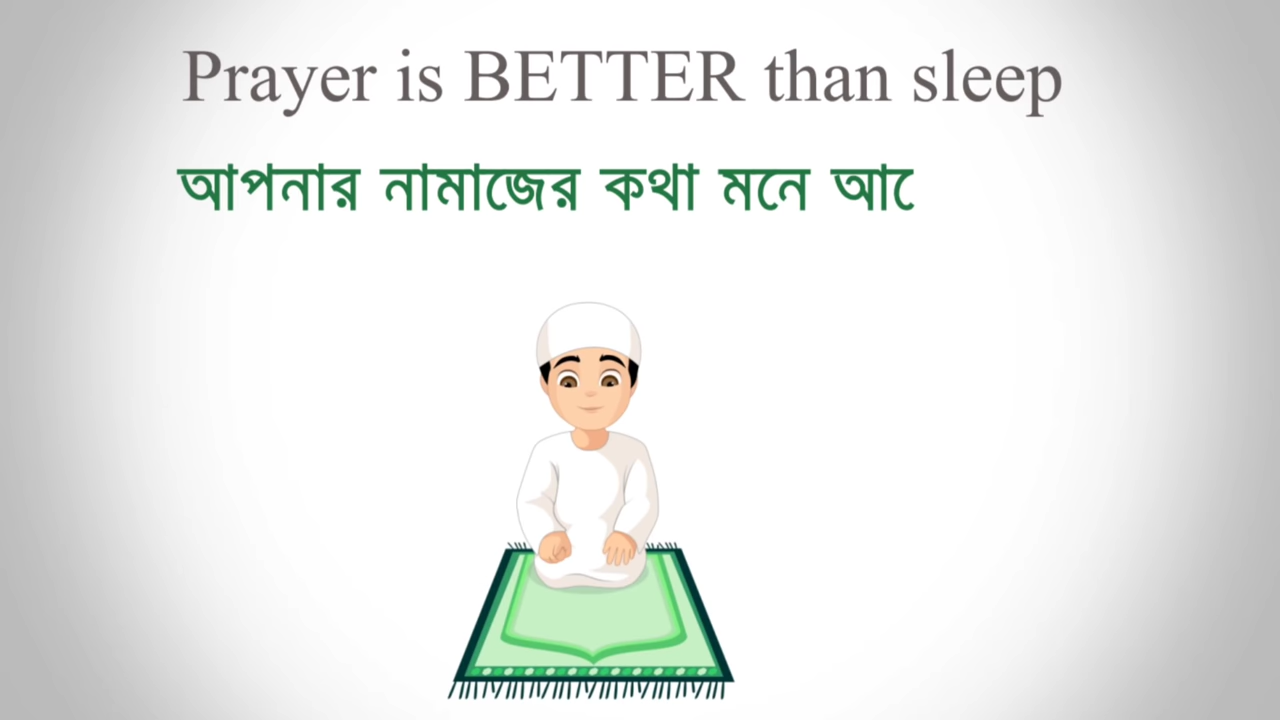 Prayer is BETTER than sleep
আপনার নামাজের কথা মনে আে